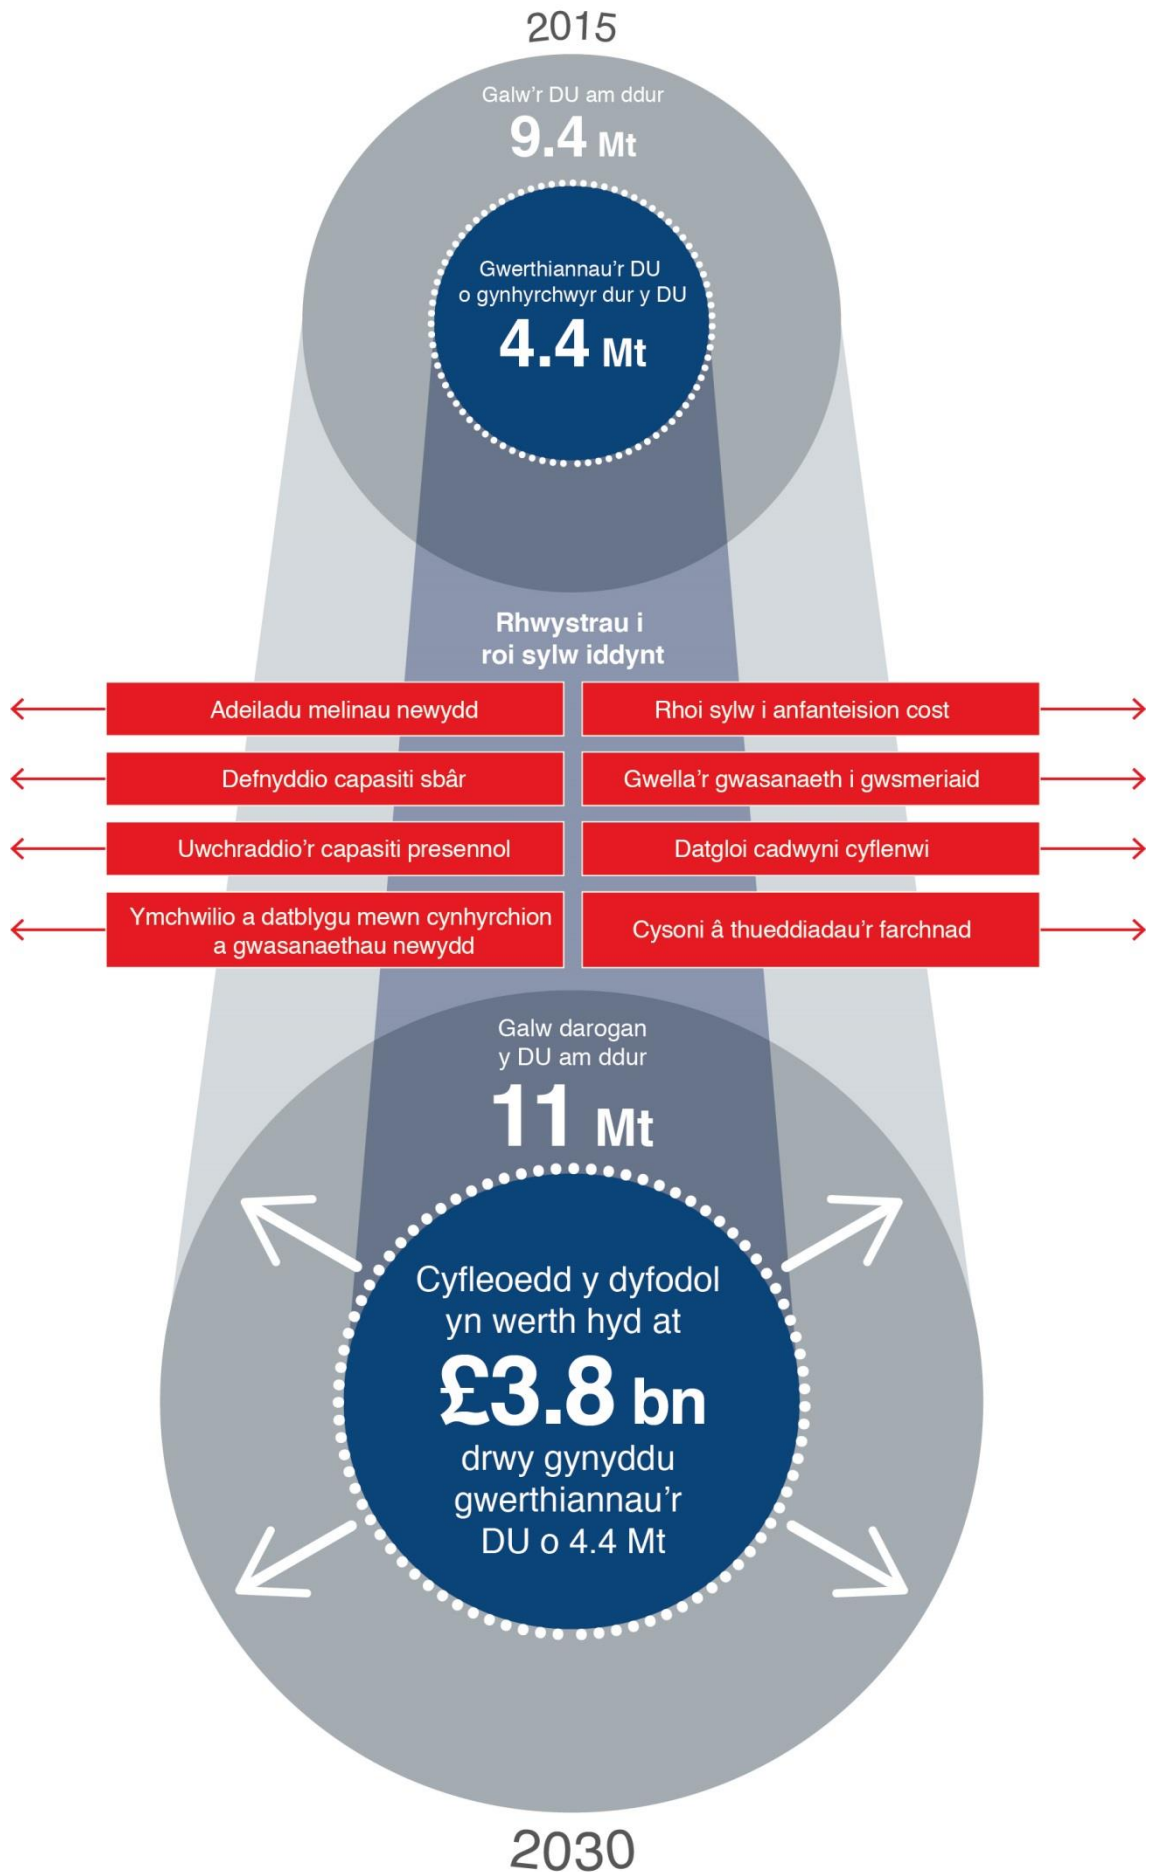 2015
Galw'r DU am ddur
9.4 Mt
Gwerthiannau'r DU
o gynhyrchwyr dur y DU
4.4 Mt
Rhwystrau i
roi sylw iddynt
Adeiladu melinau newydd
Rhoi sylw i anfanteision cost
Defnyddio capasiti sbâr
Gwella'r gwasanaeth i gwsmeriaid
Uwchraddio'r capasiti presennol
Datgloi cadwyni cyflenwi
Ymchwilio a datblygu mewn cynhyrchion
a gwasanaethau newydd
Cysoni â thueddiadau'r farchnad
Galw darogan
y DU am ddur
11 Mt
Cyfleoedd y dyfodol
yn werth hyd at
£3.8 bn
drwy gynyddu
gwerthiannau'r
DU o 4.4 Mt
2030